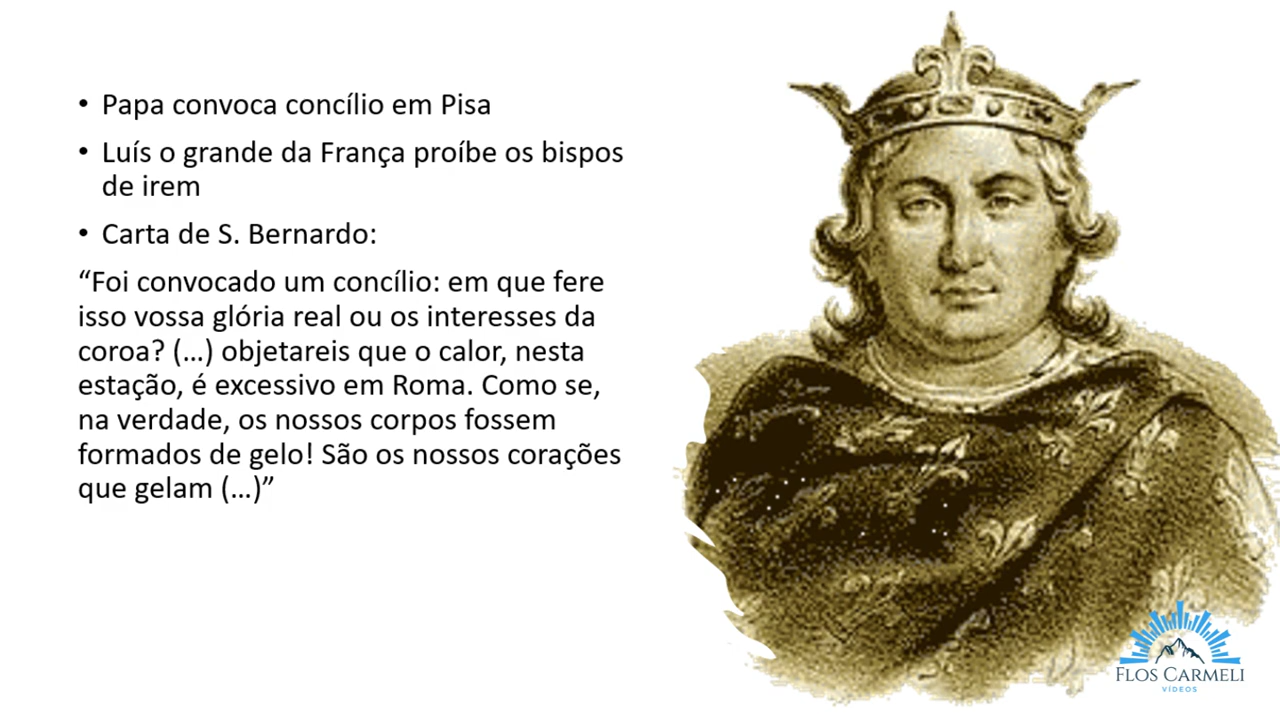 • Papa convoca concílio em Pisa
• Luís o grande da França proíbe os bispos
de irem
• Carta de S. Bernardo:
“Foi convocado um concílio: em que fere
isso vossa glória real ou os interesses da
coroa? (...) objetareis que o calor, nesta
estação, é excessivo em Roma. Como se,
na verdade, os nossos corpos fossem
formados de gelo! São os nossos corações
que gelam (...)”
FLOS CARMELI
VÍDEOS